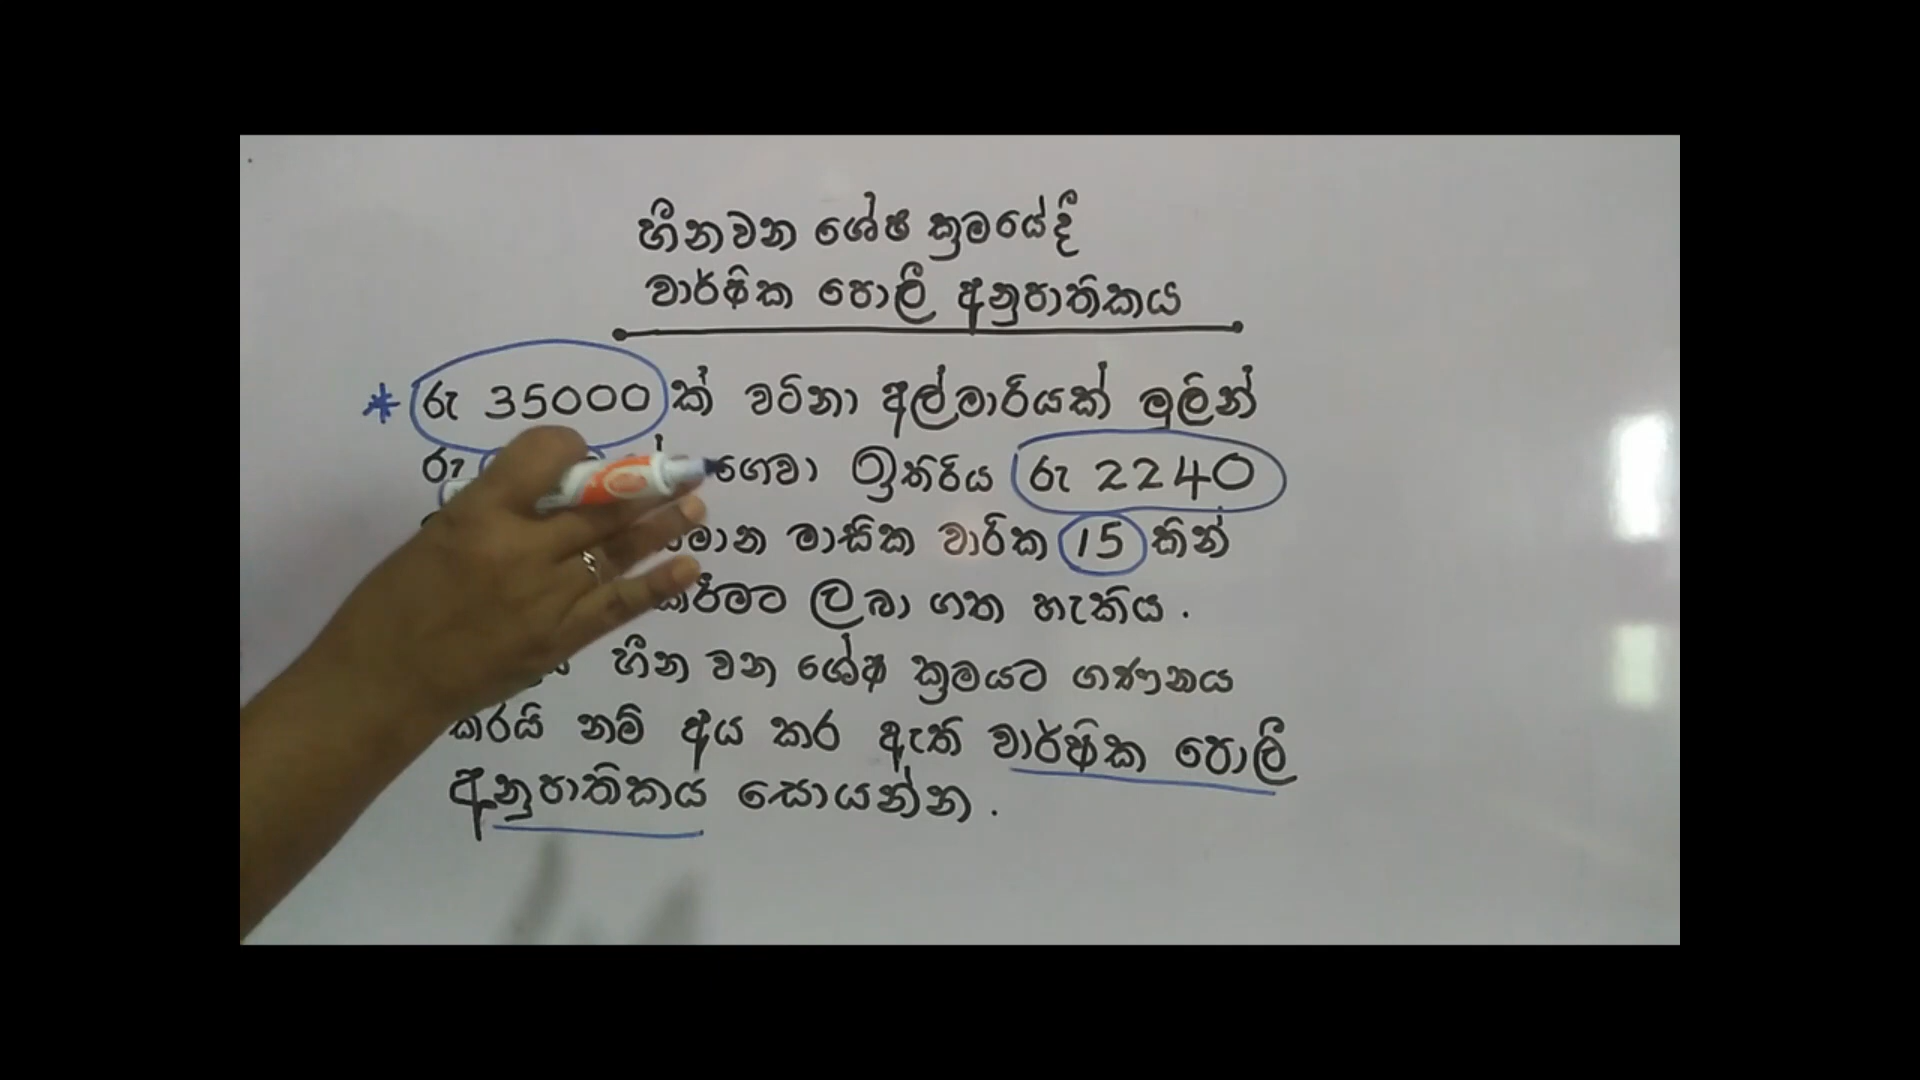 හීනවන ශේෂ ක්‍රමයේදී
වාර්ෂික පොලී අනුපාතිකය
* රු 35000 ක් වටිනා අල්මාරියක් මුලින්
රු ගෙවා ඉතිරිය රු 2240
මාසික වාරික 15 කින්
ලබා ගත හැකිය .
හීන වන ශේෂ ක්‍රමයට ගණනය
කරයි නම් අය කර ඇති වාර්ෂික පොලී
අනුපාතිකය සොයන්න .